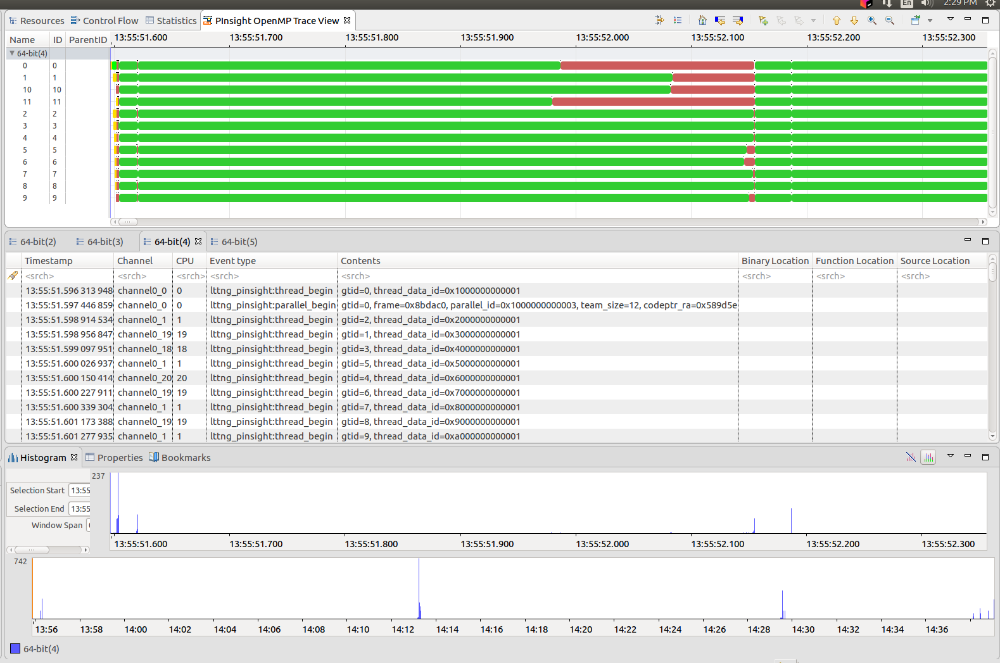 En 2:29 PM
Resources Control Flow Statistics PInsight OpenMP Trace View
Name ID ParentID 13:55:51.600 13:55:51.700 13:55:51.800 13:55:51.900 13:55:52.000 13:55:52.100 13:55:52.200 13:55:52.300
64-bit(4)
0 0
1 1
10 10
11 11
2 2
3 3
4 4
5 5
6 6
7 7
8 8
9 9
64-bit(2) 64-bit(3) 64-bit(4) 64-bit(5)
Timestamp Channel CPU Event type Contents Binary Location Function Location Source Location
<srch> <srch> <srch> <srch> <srch> <srch> <srch> <srch>
13:55:51.596 313 948 channel0_0 0 lttng_pinsight:thread_begin gtid=0, thread_data_id=0x1000000000001
13:55:51.597 446 859 channel0_0 0 lttng_pinsight:parallel_begin gtid=0, frame=0x8bdac0, parallel_id=0x1000000000003, team_size=12, codeptr_ra=0x589d5e
13:55:51.598 914 534 channel0_1 1 lttng_pinsight:thread_begin gtid=2, thread_data_id=0x2000000000001
13:55:51.598 956 847 channel0_19 19 lttng_pinsight:thread_begin gtid=1, thread_data_id=0x3000000000001
13:55:51.599 097 951 channel0_18 18 lttng_pinsight:thread_begin gtid=3, thread_data_id=0x4000000000001
13:55:51.600 026 937 channel0_1 1 lttng_pinsight:thread_begin gtid=5, thread_data_id=0x5000000000001
13:55:51.600 150 414 channel0_20 20 lttng_pinsight:thread_begin gtid=4, thread_data_id=0x6000000000001
13:55:51.600 227 911 channel0_19 19 lttng_pinsight:thread_begin gtid=6, thread_data_id=0x7000000000001
13:55:51.600 339 304 channel0_1 1 lttng_pinsight:thread_begin gtid=7, thread_data_id=0x8000000000001
13:55:51.601 173 388 channel0_19 19 lttng_pinsight:thread_begin gtid=8, thread_data_id=0x9000000000001
13:55:51.601 277 935 channel0_1 1 lttng_pinsight:thread_begin gtid=9, thread_data_id=0xa000000000001
Histogram Properties Bookmarks
237
Selection Start 13:55
Selection End 13:55
Window Span
13:55:51.600 13:55:51.700 13:55:51.800 13:55:51.900 13:55:52.000 13:55:52.100 13:55:52.200 13:55:52.300
742
13:56 13:58 14:00 14:02 14:04 14:06 14:08 14:10 14:12 14:14 14:16 14:18 14:20 14:22 14:24 14:26 14:28 14:30 14:32 14:34 14:36
64-bit(4)